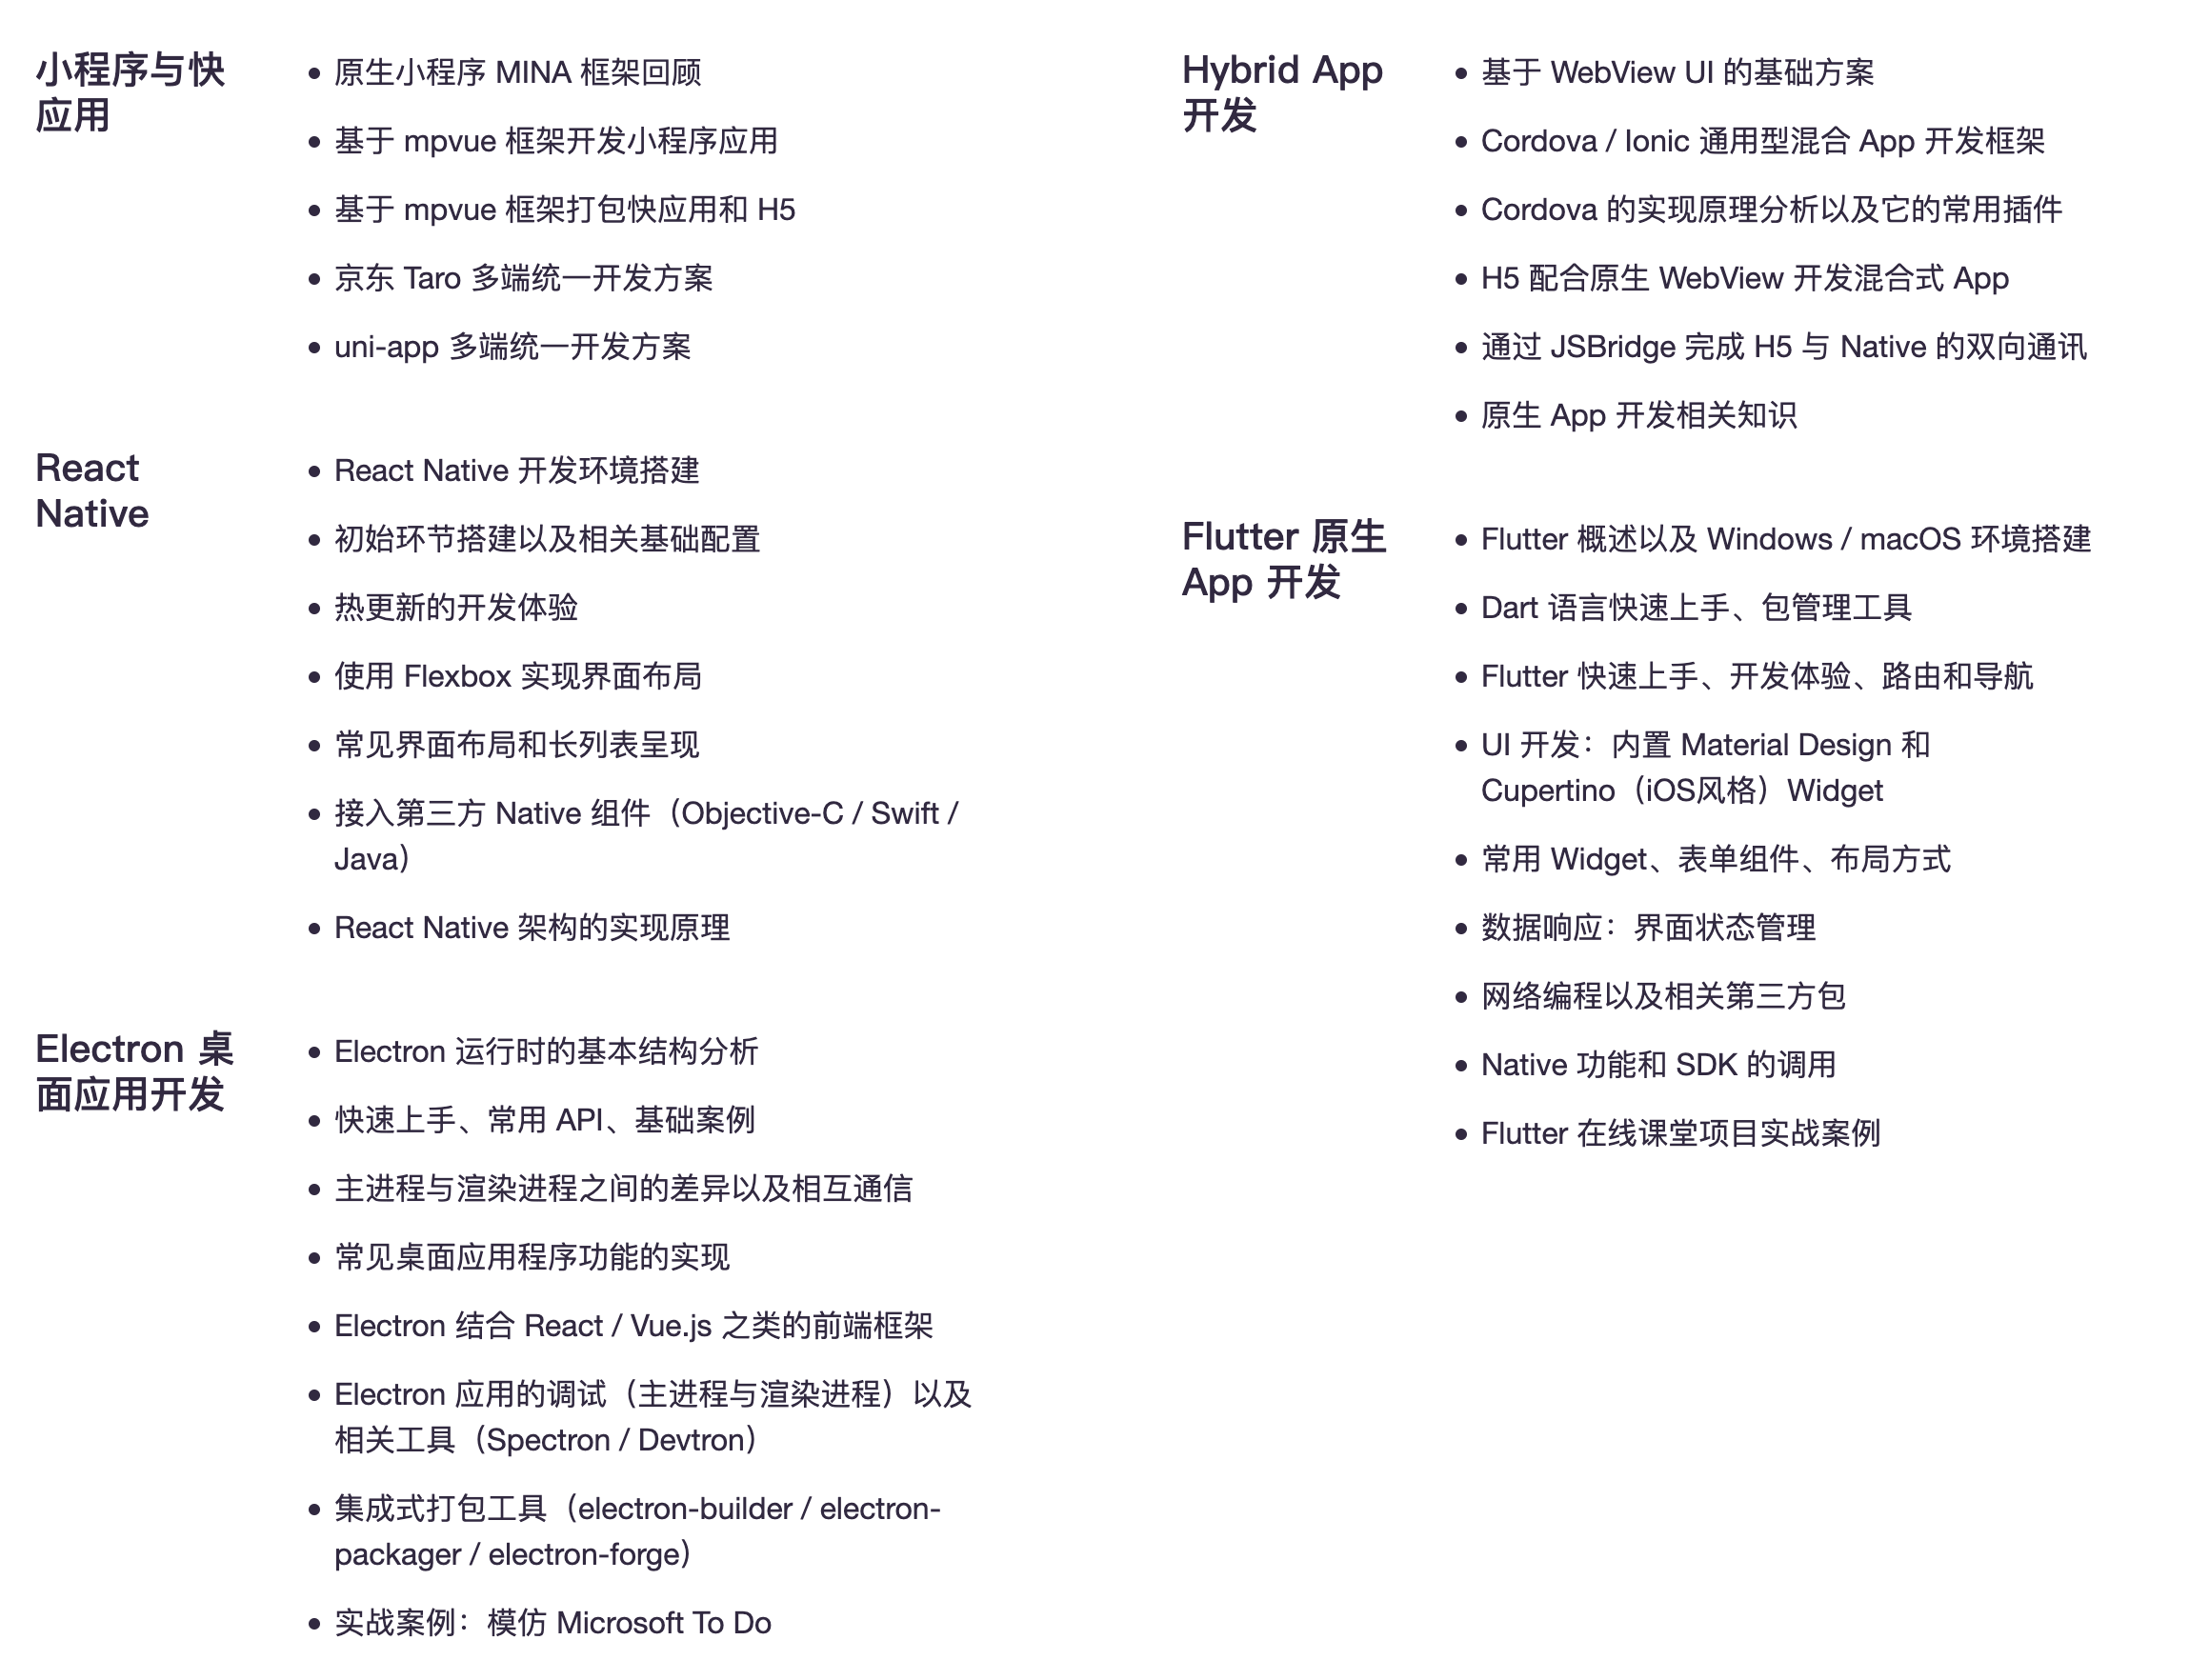 小程序与快
应用
原生小程序 MINA 框架回顾
基于 mpvue 框架开发小程序应用
基于 mpvue 框架打包快应用和 H5
京东 Taro 多端统一开发方案
uni-app 多端统一开发方案
React
Native
React Native 开发环境搭建
初始环节搭建以及相关基础配置
热更新的开发体验
使用 Flexbox 实现界面布局
常见界面布局和长列表呈现
接入第三方 Native 组件（Objective-C / Swift /
Java）
React Native 架构的实现原理
Electron 桌
面应用开发
Electron 运行时的基本结构分析
快速上手、常用 API、基础案例
主进程与渲染进程之间的差异以及相互通信
常见桌面应用程序功能的实现
Electron 结合 React / Vue.js 之类的前端框架
Electron 应用的调试（主进程与渲染进程）以及
相关工具（Spectron / Devtron）
集成式打包工具（electron-builder / electron-
packager / electron-forge）
实战案例：模仿 Microsoft To Do
Hybrid App
开发
基于 WebView UI 的基础方案
Cordova / Ionic 通用型混合 App 开发框架
Cordova 的实现原理分析以及它的常用插件
H5 配合原生 WebView 开发混合式 App
通过 JSBridge 完成 H5 与 Native 的双向通讯
原生 App 开发相关知识
Flutter 原生
App 开发
Flutter 概述以及 Windows / macOS 环境搭建
Dart 语言快速上手、包管理工具
Flutter 快速上手、开发体验、路由和导航
UI 开发：内置 Material Design 和
Cupertino（iOS风格）Widget
常用 Widget、表单组件、布局方式
数据响应：界面状态管理
网络编程以及相关第三方包
Native 功能和 SDK 的调用
Flutter 在线课堂项目实战案例